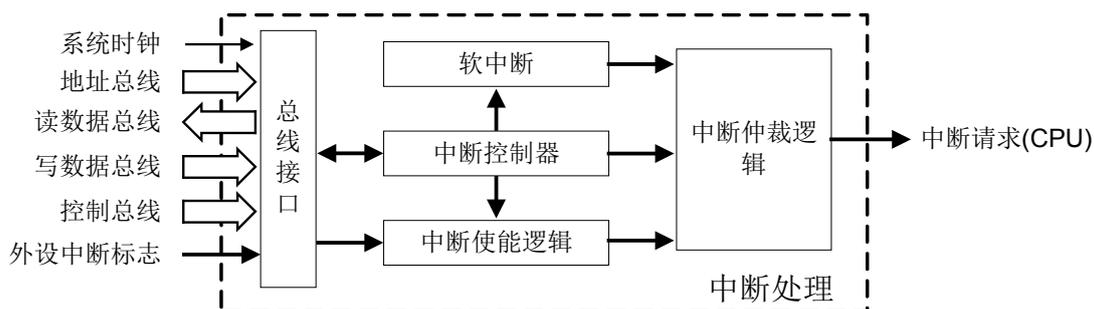 系统时钟
地址总线
读数据总线
写数据总线
控制总线
外设中断标志
总
线
接
口
软中断
中断控制器
中断使能逻辑
中断仲裁逻
辑
中断请求(CPU)
中断处理